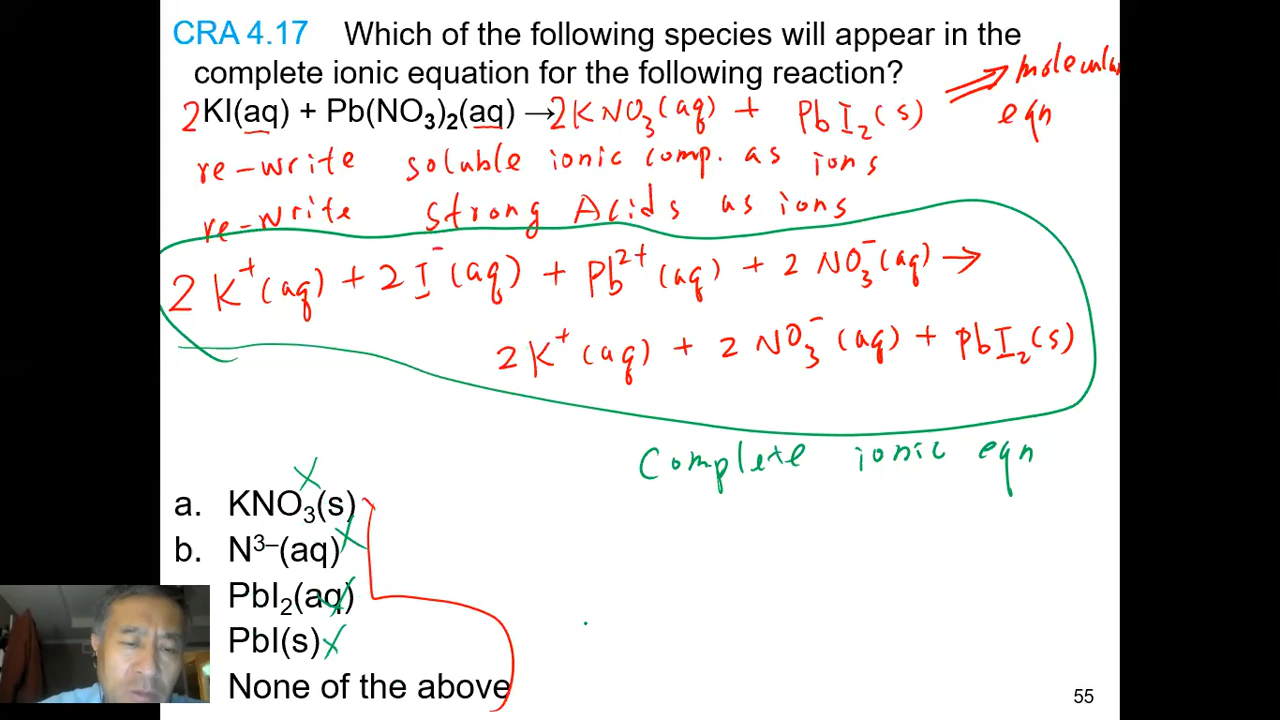 CRA 4.17 Which of the following species will appear in the
complete ionic equation for the following reaction?
⇒ molecular
2KI(aq) + Pb(NO₃)₂(aq) → 2KNO₃(aq) + PbI₂(s)
eqn
re-write soluble ionic comp. as ions
re-write strong Acids as ions
2K⁺(aq) + 2I⁻(aq) + Pb²⁺(aq) + 2NO₃⁻(aq) →
2K⁺(aq) + 2NO₃⁻(aq) + PbI₂(s)
Complete ionic eqn
a. KNO₃(s) x
b. N³⁻(aq) x
PbI₂(aq) x
PbI(s) x
None of the above
55